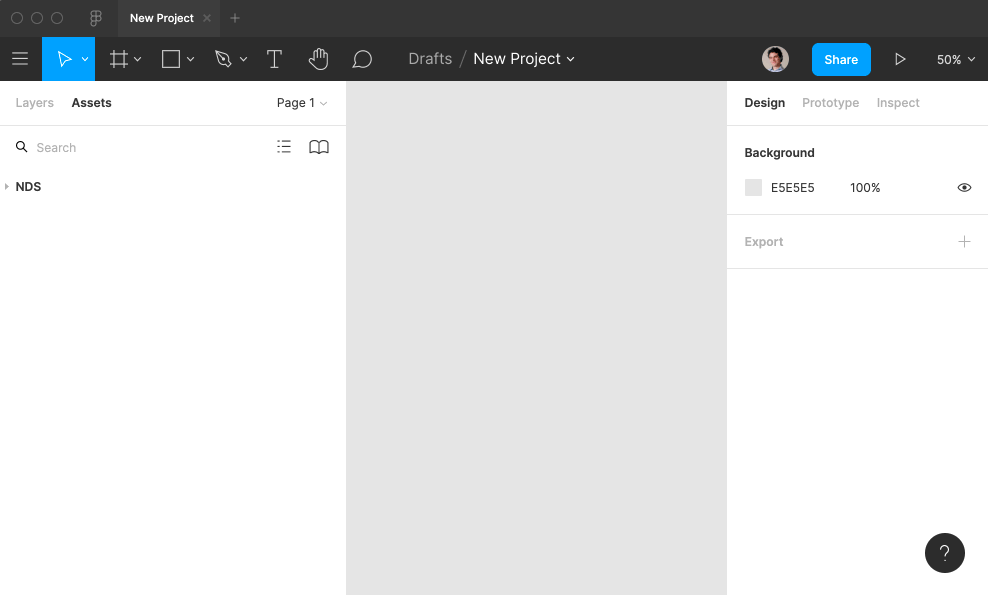 New Project
Drafts / New Project
Share
50%
Layers Assets Page 1
Design Prototype Inspect
Search
Background
NDS
E5E5E5 100%
Export
?